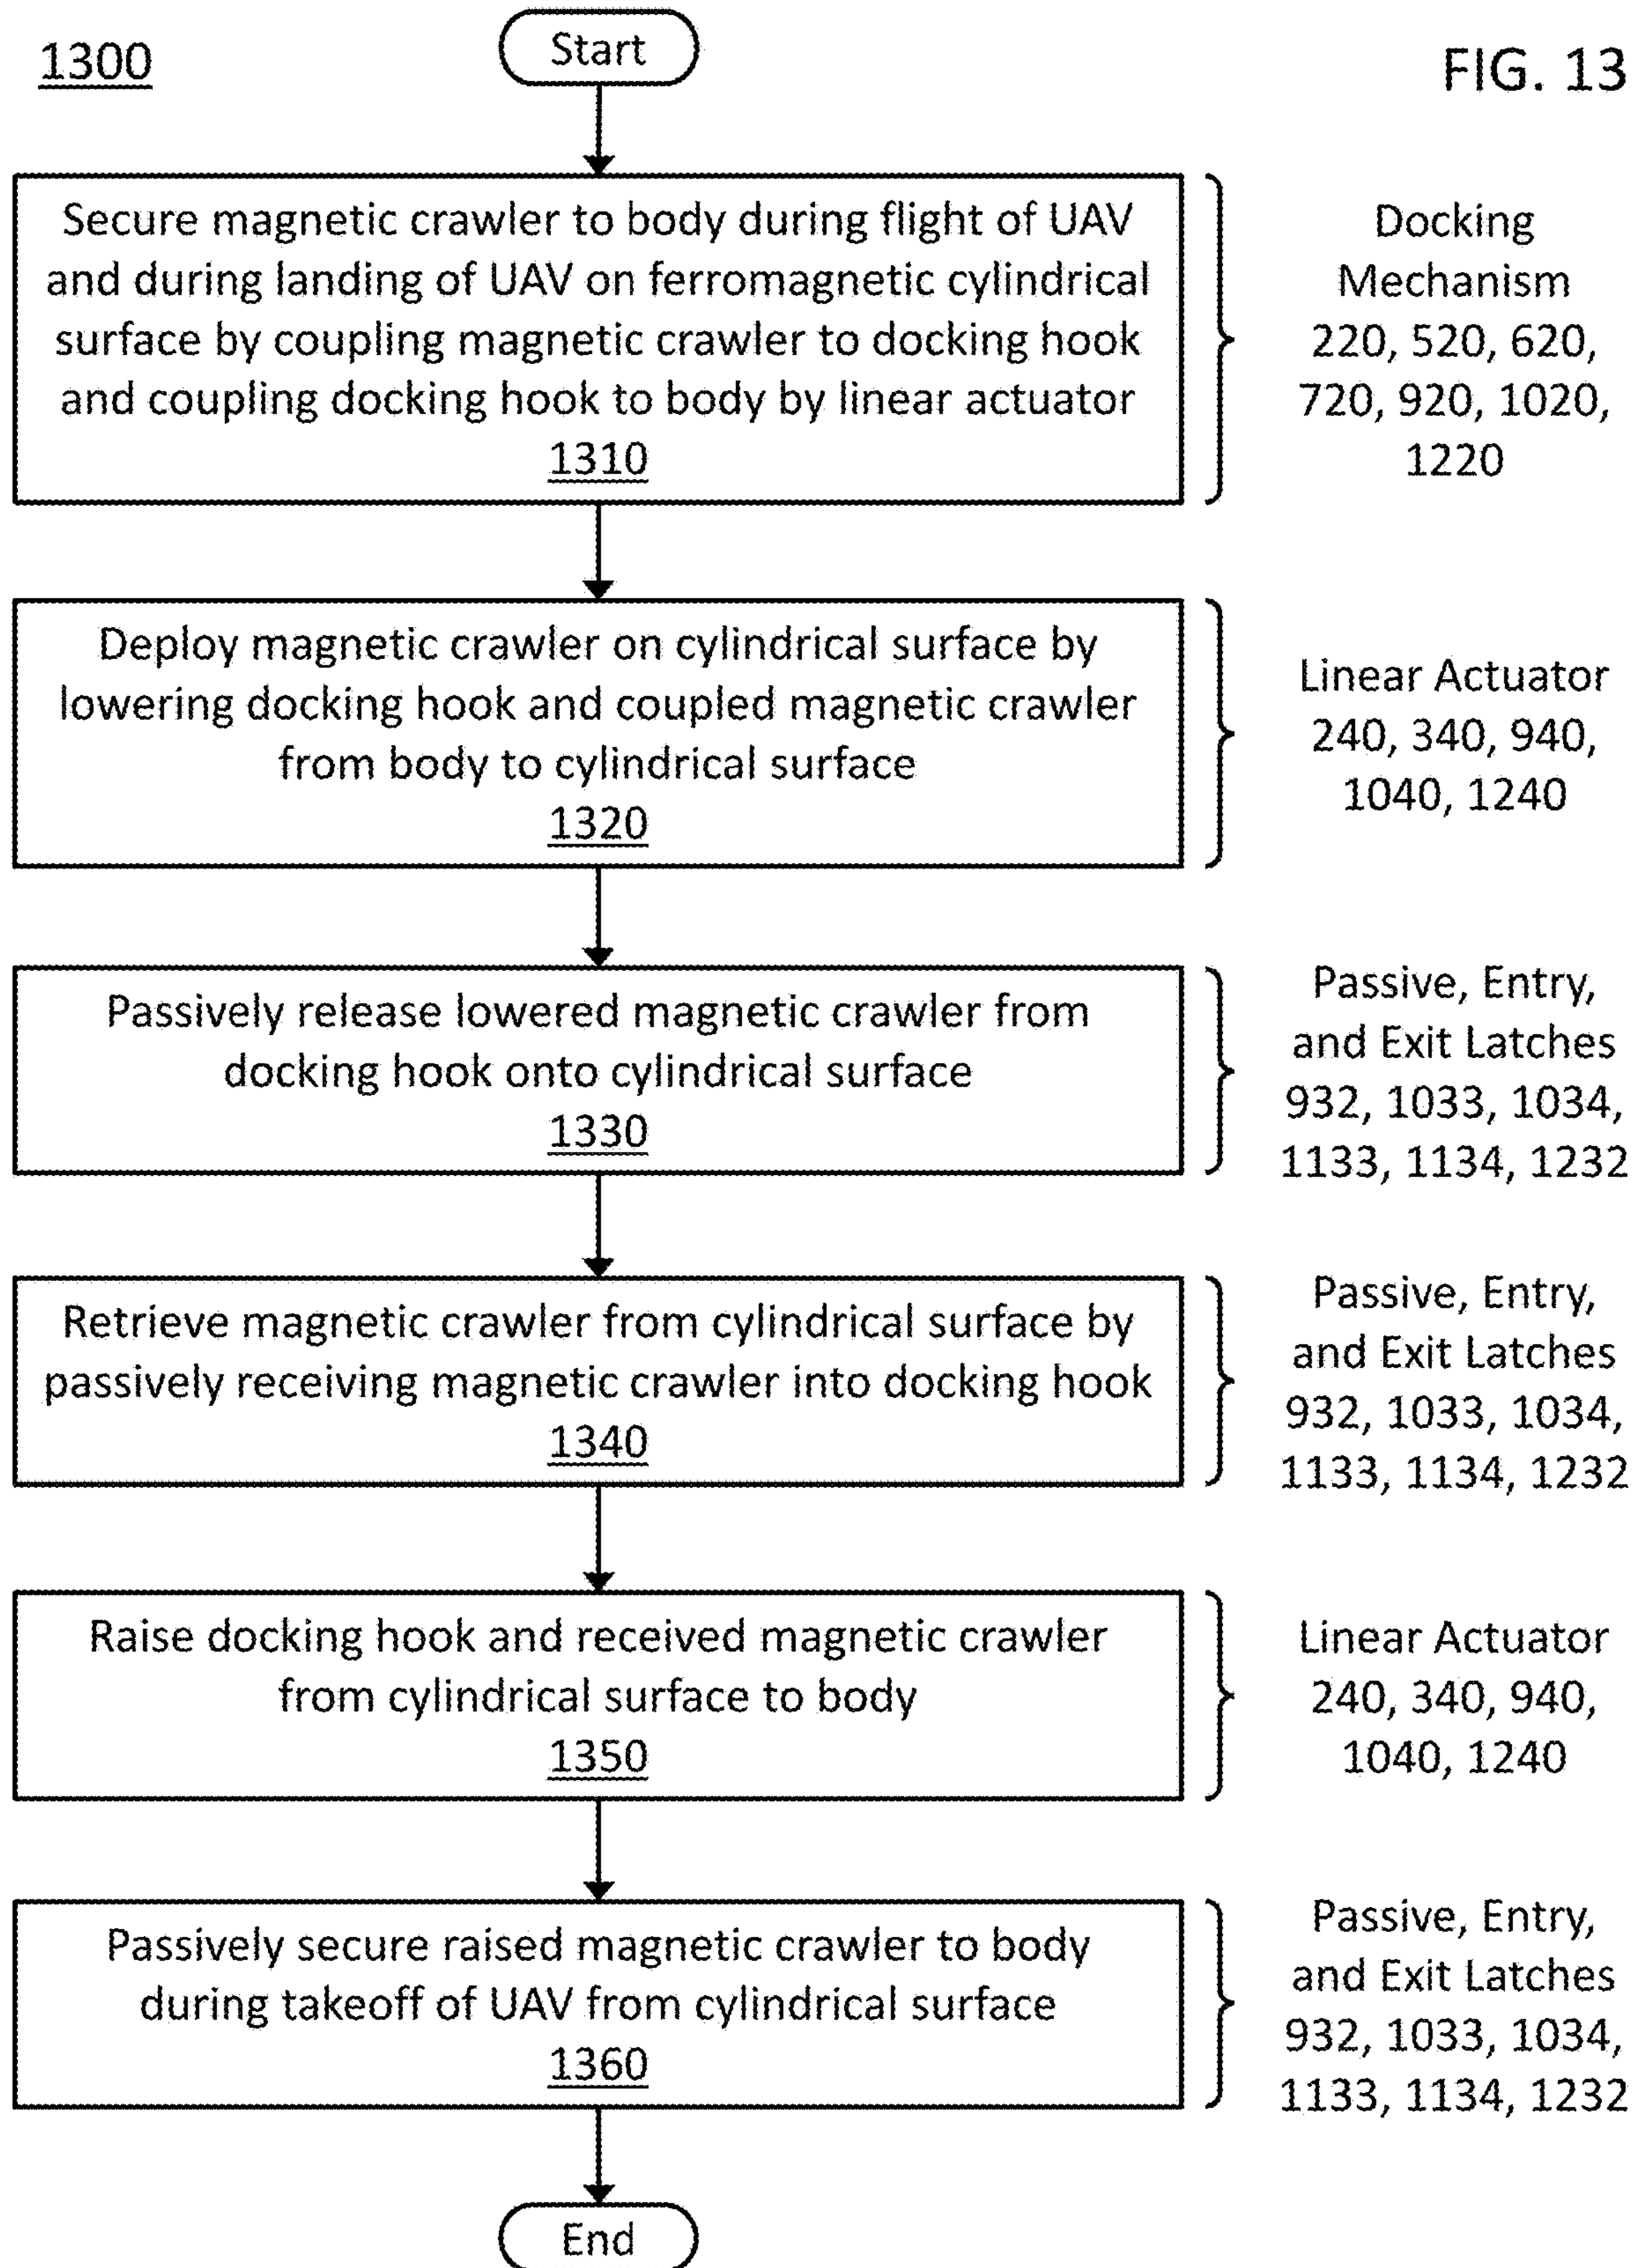 1300
Start
FIG. 13
Secure magnetic crawler to body during flight of UAV
and during landing of UAV on ferromagnetic cylindrical
surface by coupling magnetic crawler to docking hook
and coupling docking hook to body by linear actuator
1310
Docking
Mechanism
220, 520, 620,
720, 920, 1020,
1220
Deploy magnetic crawler on cylindrical surface by
lowering docking hook and coupled magnetic crawler
from body to cylindrical surface
1320
Linear Actuator
240, 340, 940,
1040, 1240
Passively release lowered magnetic crawler from
docking hook onto cylindrical surface
1330
Passive, Entry,
and Exit Latches
932, 1033, 1034,
1133, 1134, 1232
Retrieve magnetic crawler from cylindrical surface by
passively receiving magnetic crawler into docking hook
1340
Passive, Entry,
and Exit Latches
932, 1033, 1034,
1133, 1134, 1232
Raise docking hook and received magnetic crawler
from cylindrical surface to body
1350
Linear Actuator
240, 340, 940,
1040, 1240
Passively secure raised magnetic crawler to body
during takeoff of UAV from cylindrical surface
1360
Passive, Entry,
and Exit Latches
932, 1033, 1034,
1133, 1134, 1232
End